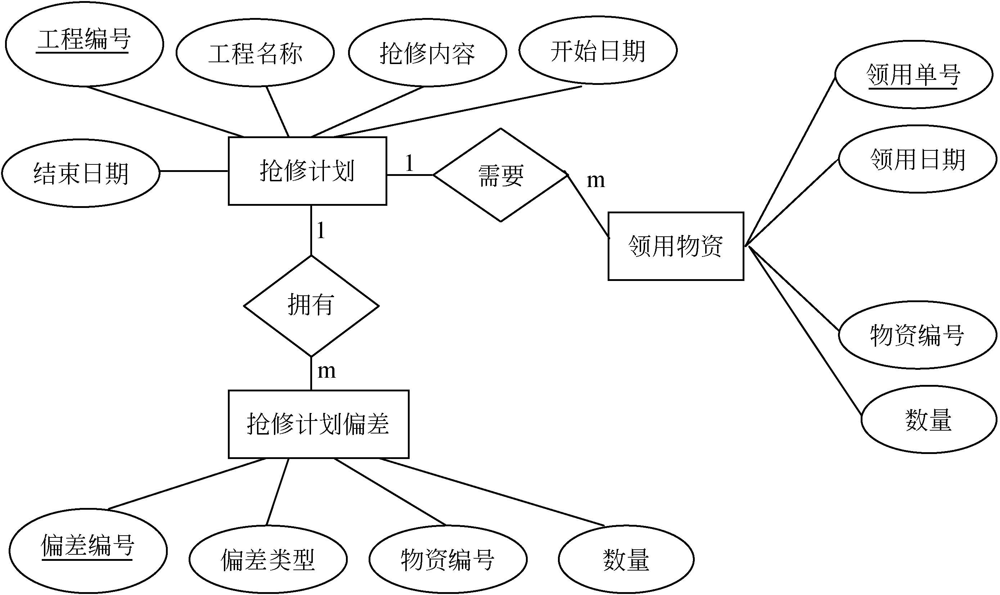 工程编号
工程名称
抢修内容
开始日期
领用单号
领用日期
结束日期
抢修计划
1
需要
m
1
领用物资
拥有
物资编号
m
数量
抢修计划偏差
偏差编号
偏差类型
物资编号
数量